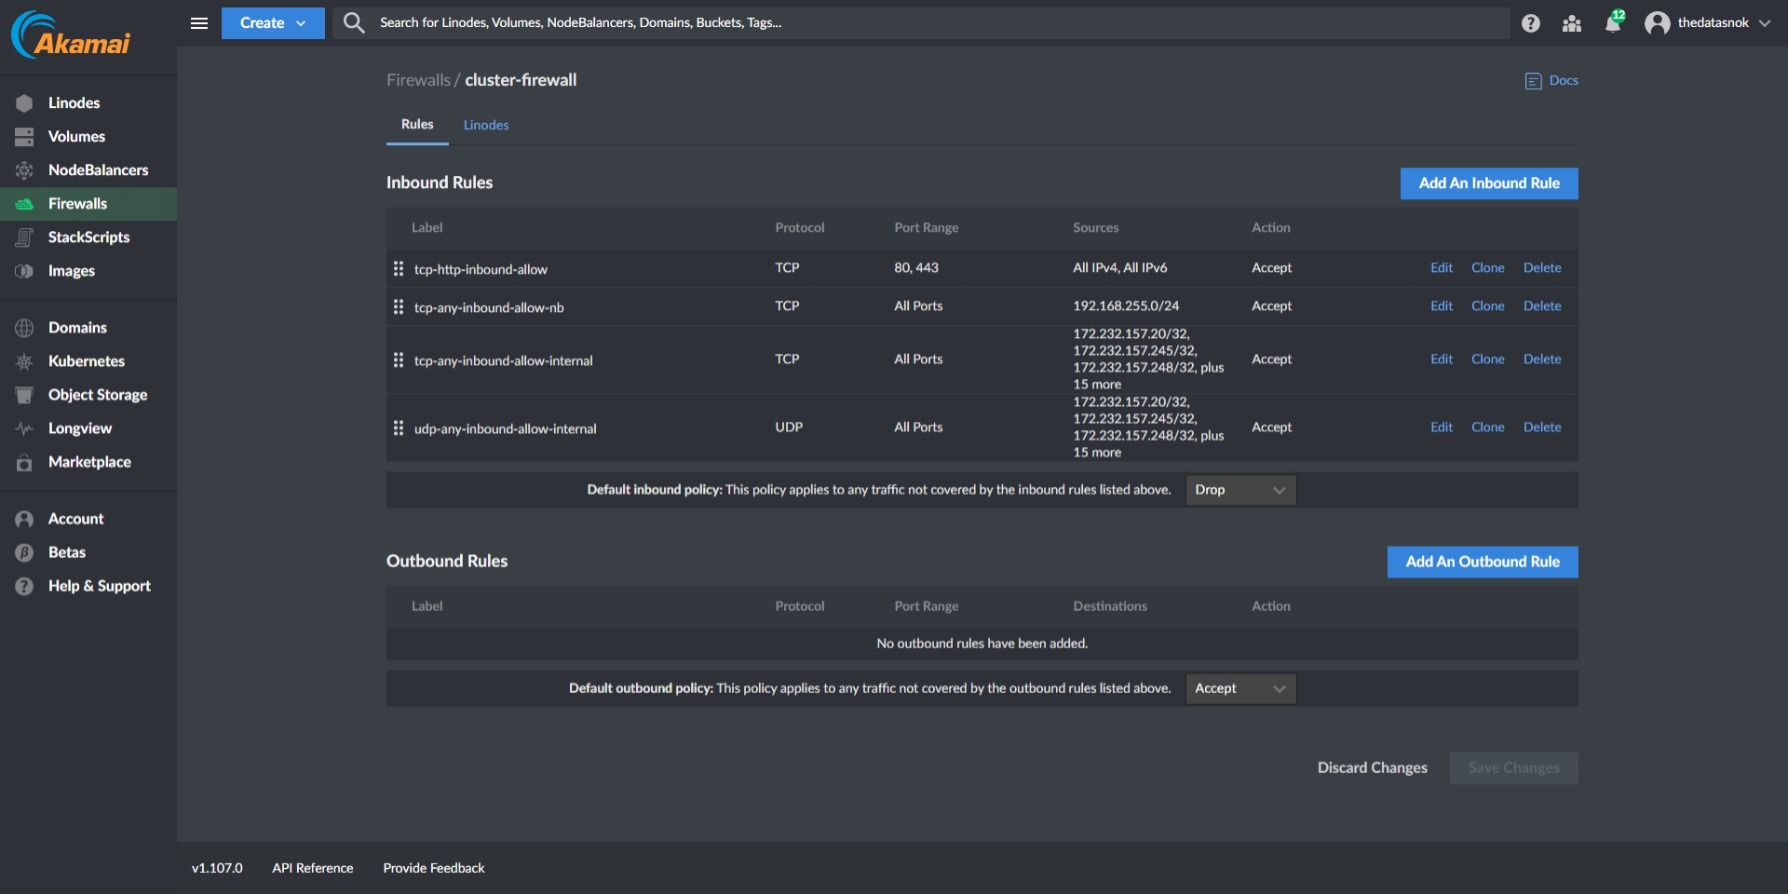 Akamai
Create
Search for Linodes, Volumes, NodeBalancers, Domains, Buckets, Tags...
12
thedatasnok
Linodes
Volumes
NodeBalancers
Firewalls
StackScripts
Images
Domains
Kubernetes
Object Storage
Longview
Marketplace
Account
Betas
Help & Support
Firewalls / cluster-firewall
Docs
Rules Linodes
Inbound Rules
Add An Inbound Rule
Label Protocol Port Range Sources Action
tcp-http-inbound-allow TCP 80, 443 All IPv4, All IPv6 Accept Edit Clone Delete
tcp-any-inbound-allow-nb TCP All Ports 192.168.255.0/24 Accept Edit Clone Delete
tcp-any-inbound-allow-internal TCP All Ports
172.232.157.20/32,
172.232.157.245/32,
172.232.157.248/32, plus
15 more
Accept Edit Clone Delete
udp-any-inbound-allow-internal UDP All Ports
172.232.157.20/32,
172.232.157.245/32,
172.232.157.248/32, plus
15 more
Accept Edit Clone Delete
Default inbound policy: This policy applies to any traffic not covered by the inbound rules listed above. Drop
Outbound Rules
Add An Outbound Rule
Label Protocol Port Range Destinations Action
No outbound rules have been added.
Default outbound policy: This policy applies to any traffic not covered by the outbound rules listed above. Accept
Discard Changes Save Changes
v1.107.0 API Reference Provide Feedback